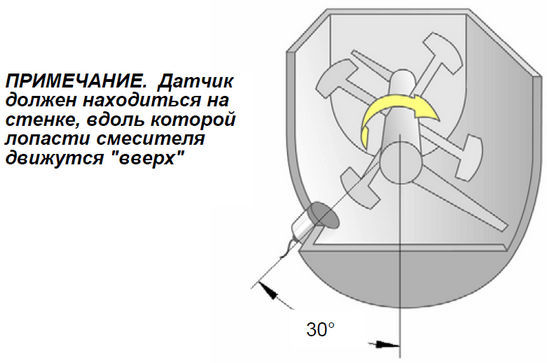 ПРИМЕЧАНИЕ. Датчик
должен находиться на
стенке, вдоль которой
лопасти смесителя
движутся "вверх"
30°